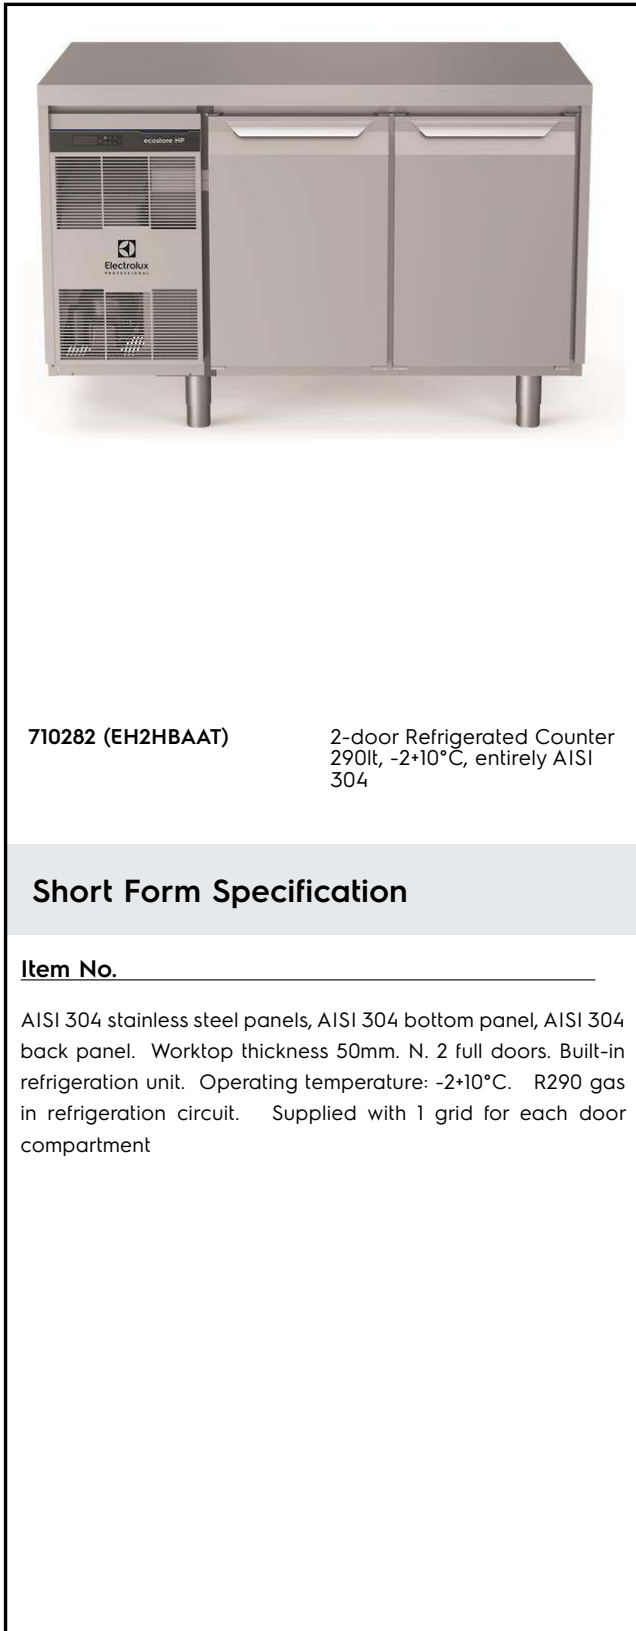 ecostore HP
Electrolux
PROFESSIONAL
710282 (EH2HBAAT)
2-door Refrigerated Counter
290lt, -2+10°C, entirely AISI
304
Short Form Specification
Item No.
AISI 304 stainless steel panels, AISI 304 bottom panel, AISI 304
back panel. Worktop thickness 50mm. N. 2 full doors. Built-in
refrigeration unit. Operating temperature: -2+10°C. R290 gas
in refrigeration circuit. Supplied with 1 grid for each door
compartment